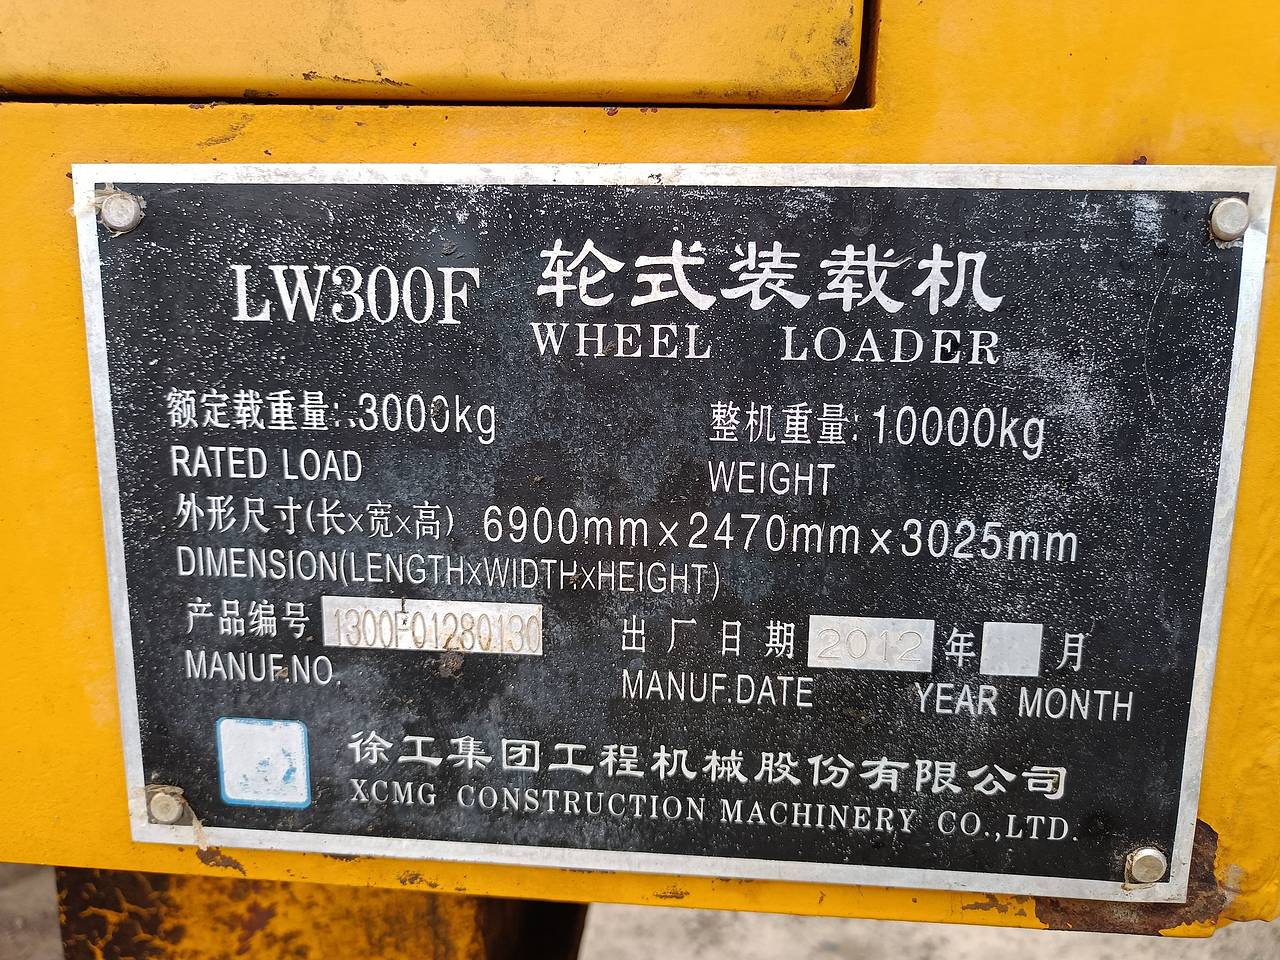 LW300F 轮式装载机
WHEEL LOADER
额定载重量: 3000kg 整机重量: 10000kg
RATED LOAD WEIGHT
外形尺寸(长×宽×高) 6900mm×2470mm×3025mm
DIMENSION(LENGTH×WIDTH×HEIGHT)
产品编号 1300F01280130 出厂日期 2012 年 月
MANUF.NO. MANUF.DATE YEAR MONTH
徐工集团工程机械股份有限公司
XCMG CONSTRUCTION MACHINERY CO.,LTD.